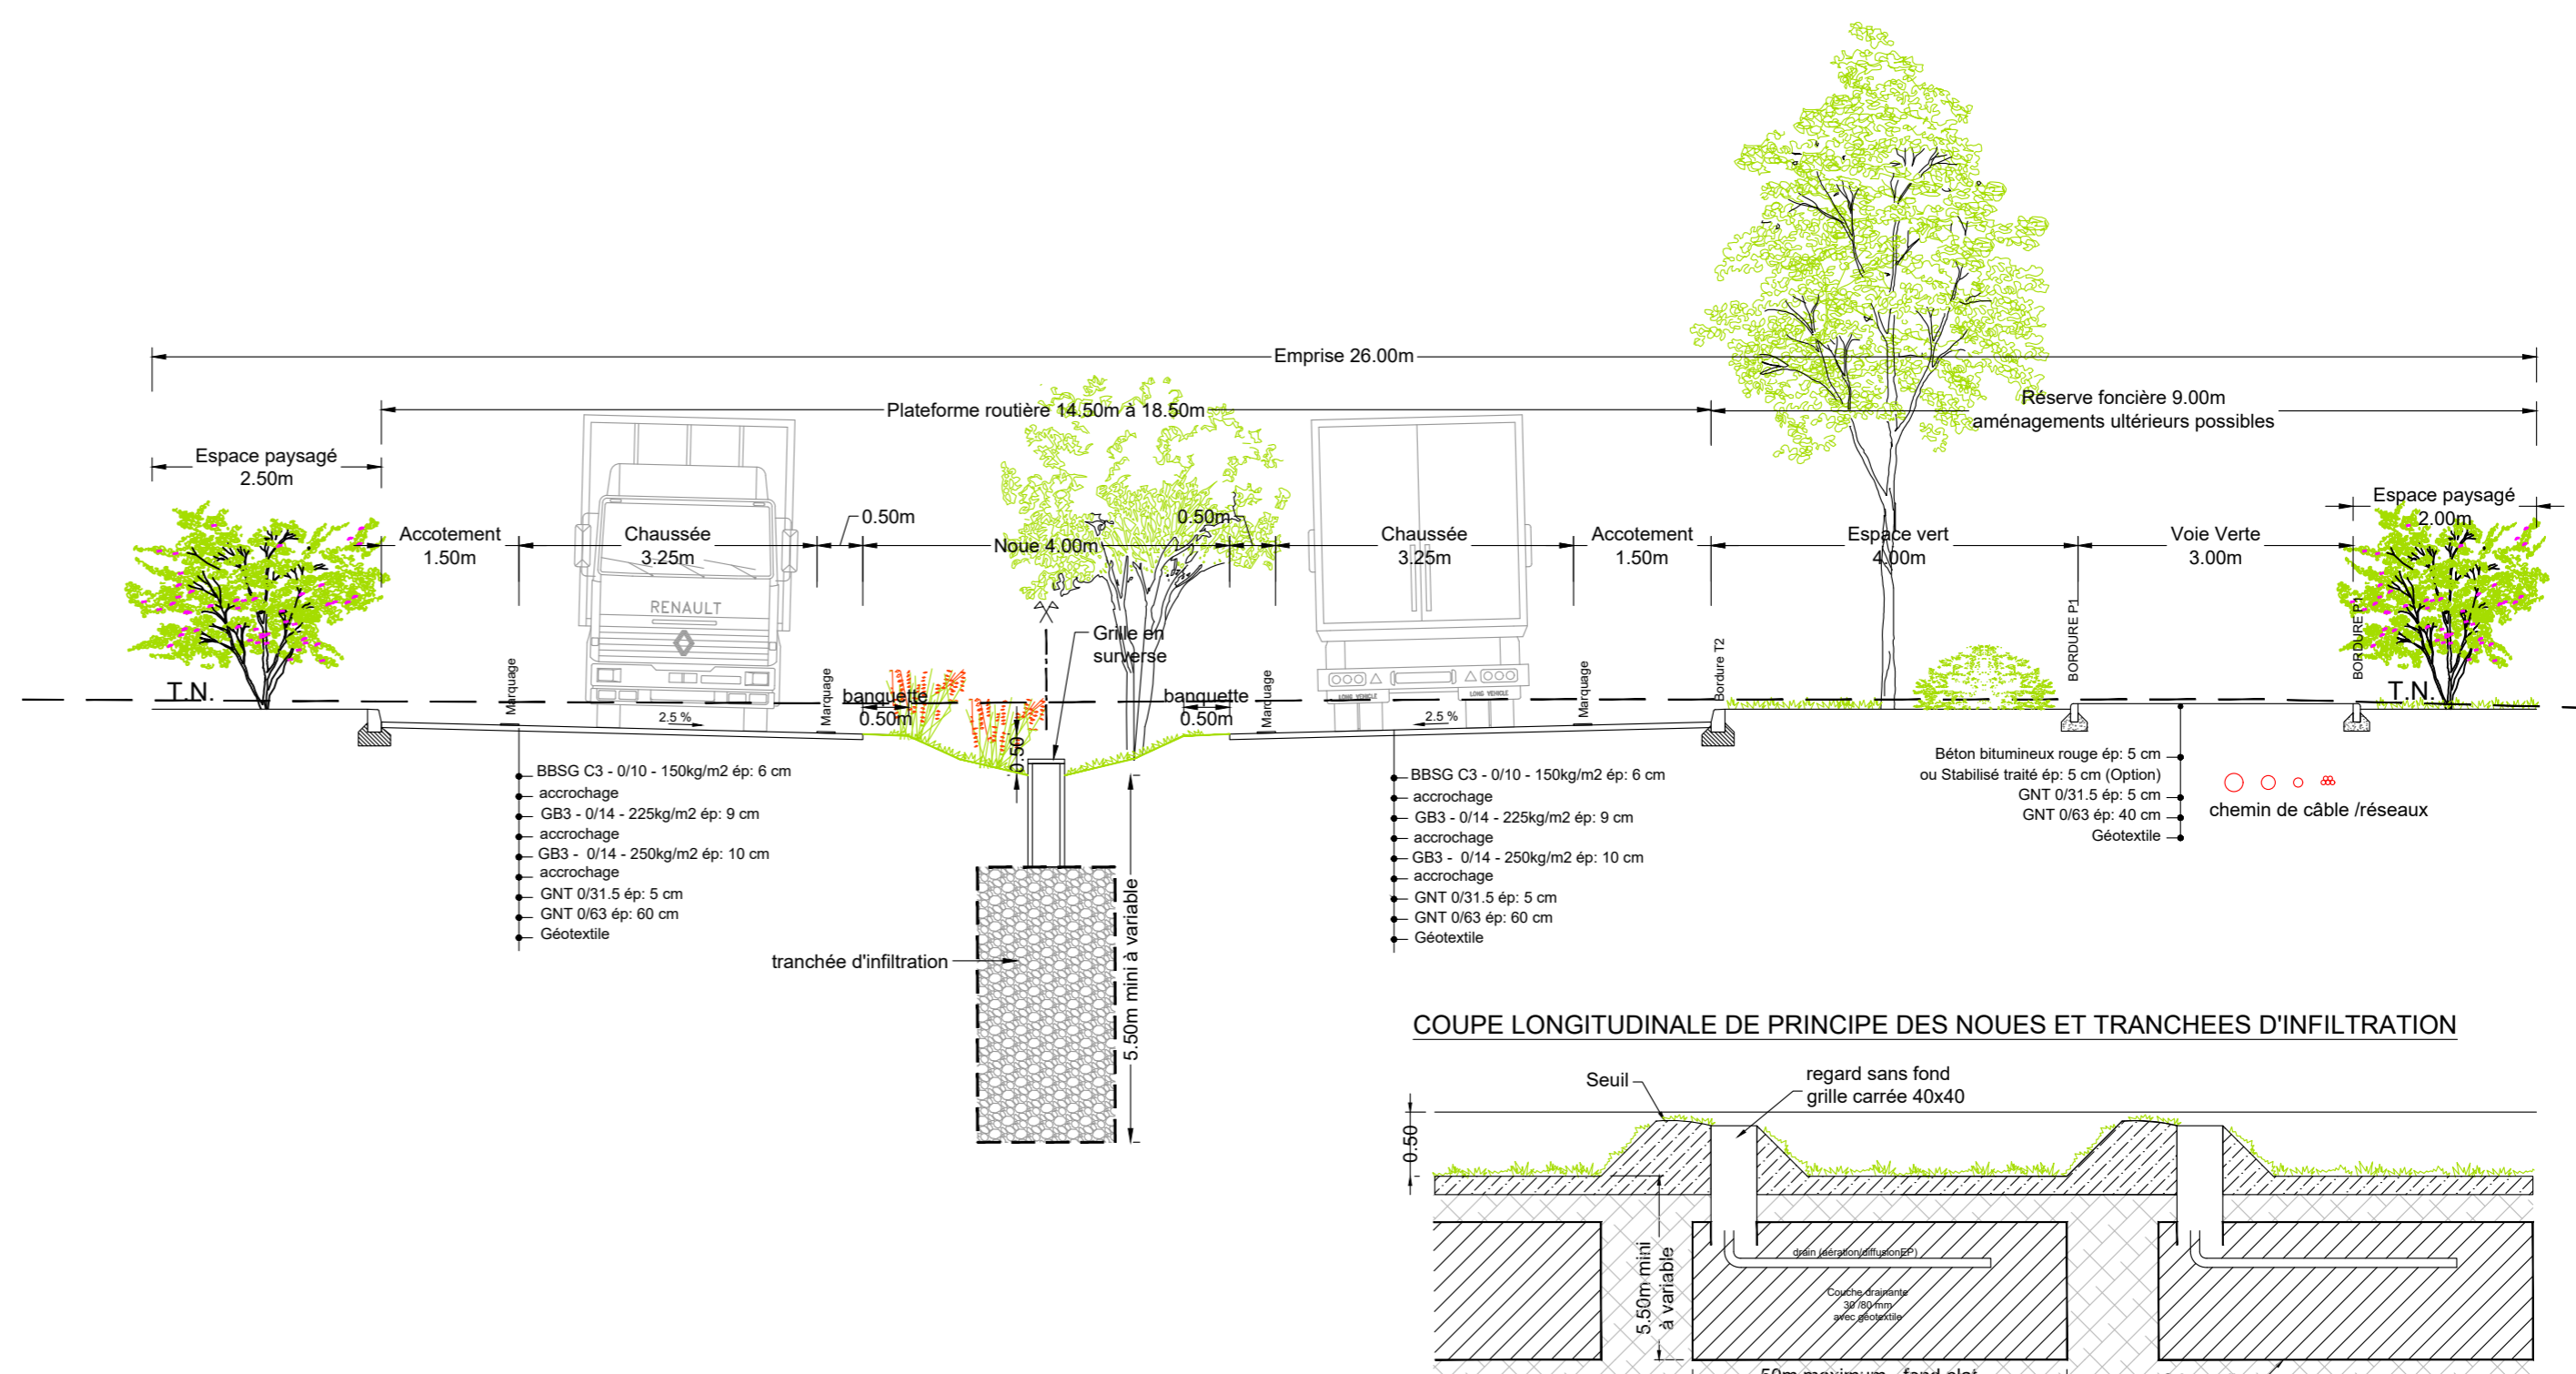 Emprise 26.00m
Plateforme routière 14.50m à 18.50m
Réserve foncière 9.00m
aménagements ultérieurs possibles
Espace paysagé
2.50m
Accotement
1.50m
Chaussée
3.25m
0.50m
Noue 4.00m
0.50m
Chaussée
3.25m
Accotement
1.50m
Espace vert
4.00m
Voie Verte
3.00m
Espace paysagé
2.00m
RENAULT
Grille en
surverse
LONG VEHICLE
LONG VEHICLE
T.N.
Marquage
2.5 %
Marquage
banquette
0.50m
0.50
banquette
0.50m
Marquage
2.5 %
Marquage
Bordure T2
BORDURE P1
BORDURE P1
T.N.
BBSG C3 - 0/10 - 150kg/m2 ép: 6 cm
accrochage
GB3 - 0/14 - 225kg/m2 ép: 9 cm
accrochage
GB3 - 0/14 - 250kg/m2 ép: 10 cm
accrochage
GNT 0/31.5 ép: 5 cm
GNT 0/63 ép: 60 cm
Géotextile
tranchée d'infiltration
5.50m mini à variable
BBSG C3 - 0/10 - 150kg/m2 ép: 6 cm
accrochage
GB3 - 0/14 - 225kg/m2 ép: 9 cm
accrochage
GB3 - 0/14 - 250kg/m2 ép: 10 cm
accrochage
GNT 0/31.5 ép: 5 cm
GNT 0/63 ép: 60 cm
Géotextile
Béton bitumineux rouge ép: 5 cm
ou Stabilisé traité ép: 5 cm (Option)
GNT 0/31.5 ép: 5 cm
GNT 0/63 ép: 40 cm
Géotextile
chemin de câble /réseaux
COUPE LONGITUDINALE DE PRINCIPE DES NOUES ET TRANCHEES D'INFILTRATION
Seuil
regard sans fond
grille carrée 40x40
0.50
5.50m mini
à variable
drain (aération/diffusionEP)
Couche drainante
30 /80 mm
avec géotextile
50m maximum - fond plat